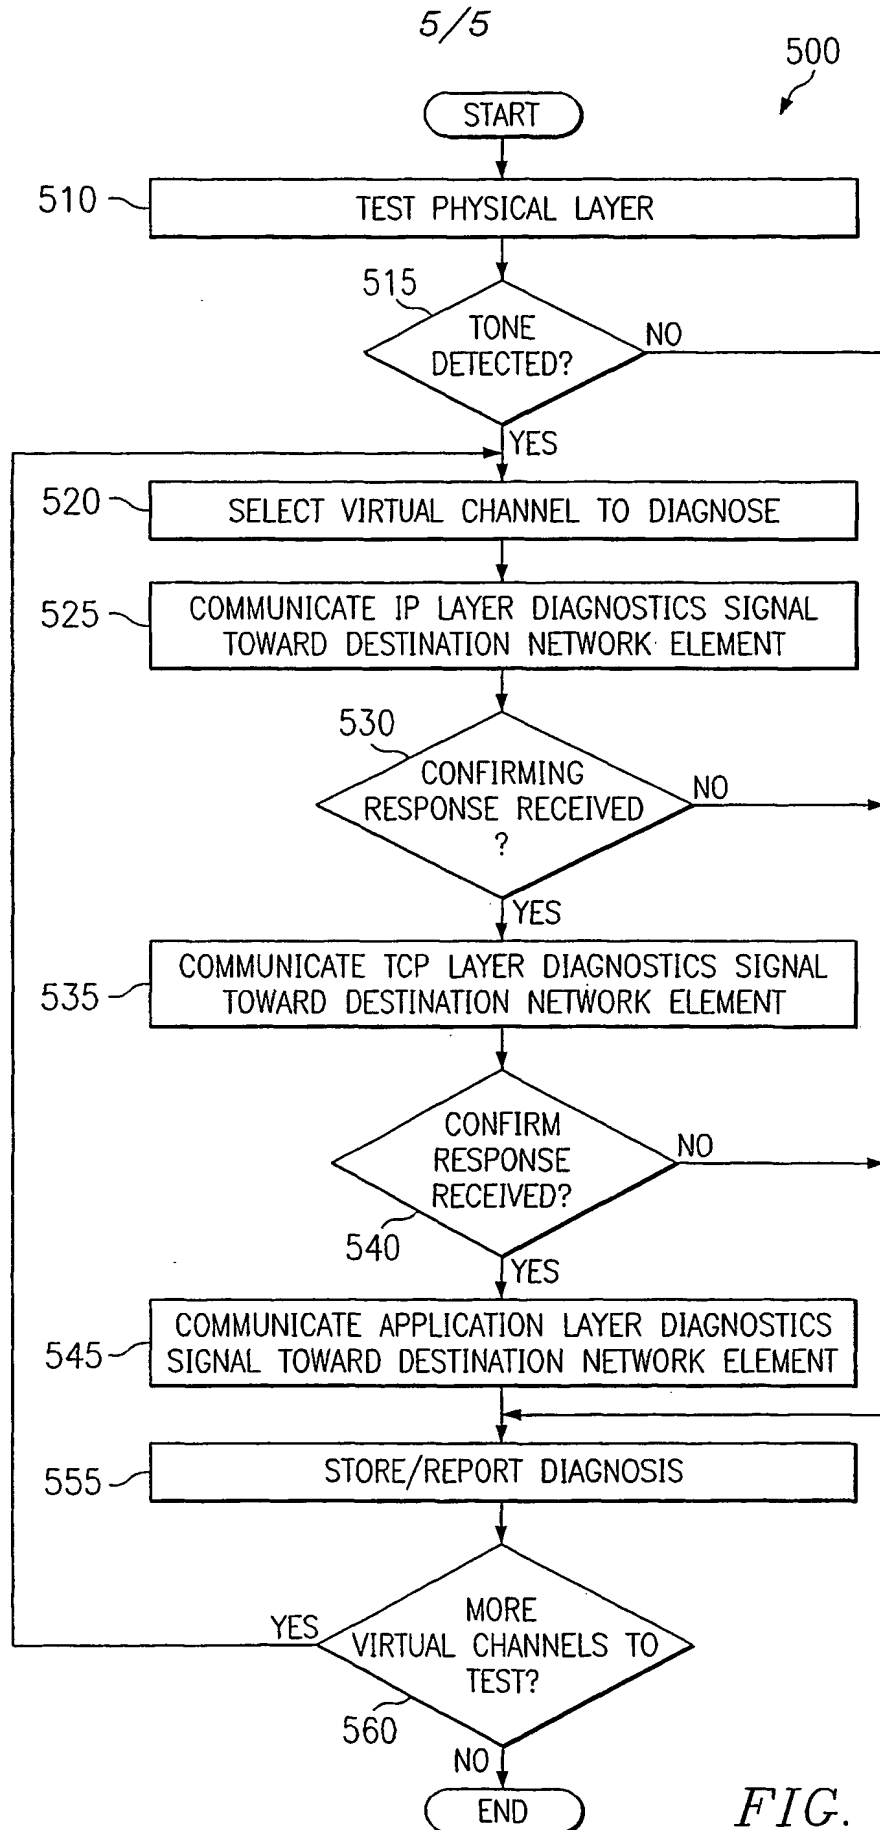 5/5
500
START
510
TEST PHYSICAL LAYER
515
TONE
DETECTED?
NO
YES
520
SELECT VIRTUAL CHANNEL TO DIAGNOSE
525
COMMUNICATE IP LAYER DIAGNOSTICS SIGNAL
TOWARD DESTINATION NETWORK ELEMENT
530
CONFIRMING
RESPONSE RECEIVED
?
NO
YES
535
COMMUNICATE TCP LAYER DIAGNOSTICS SIGNAL
TOWARD DESTINATION NETWORK ELEMENT
CONFIRM
RESPONSE
RECEIVED?
NO
540
YES
545
COMMUNICATE APPLICATION LAYER DIAGNOSTICS
SIGNAL TOWARD DESTINATION NETWORK ELEMENT
555
STORE/REPORT DIAGNOSIS
YES
MORE
VIRTUAL CHANNELS TO
TEST?
560
NO
END
FIG.